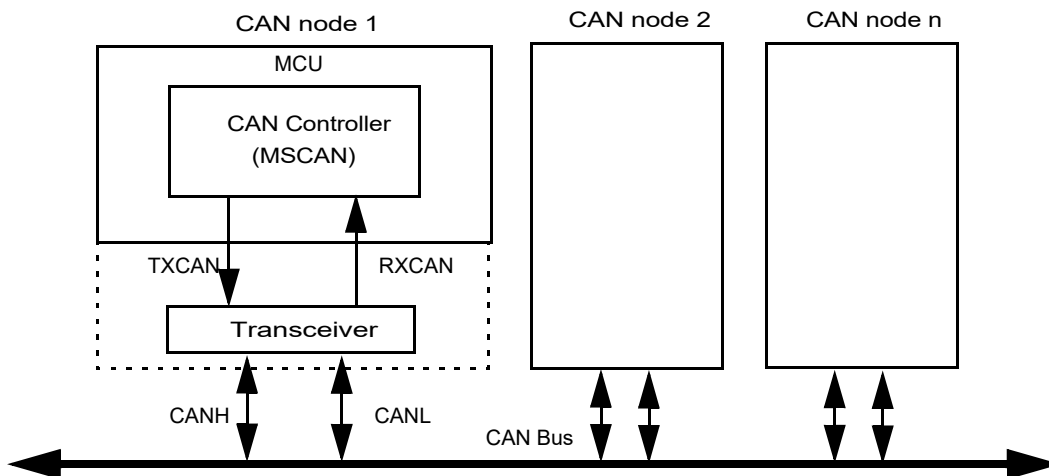 CAN node 1
CAN node 2
CAN node n
MCU
CAN Controller
(MSCAN)
TXCAN
RXCAN
Transceiver
CANH
CANL
CAN Bus